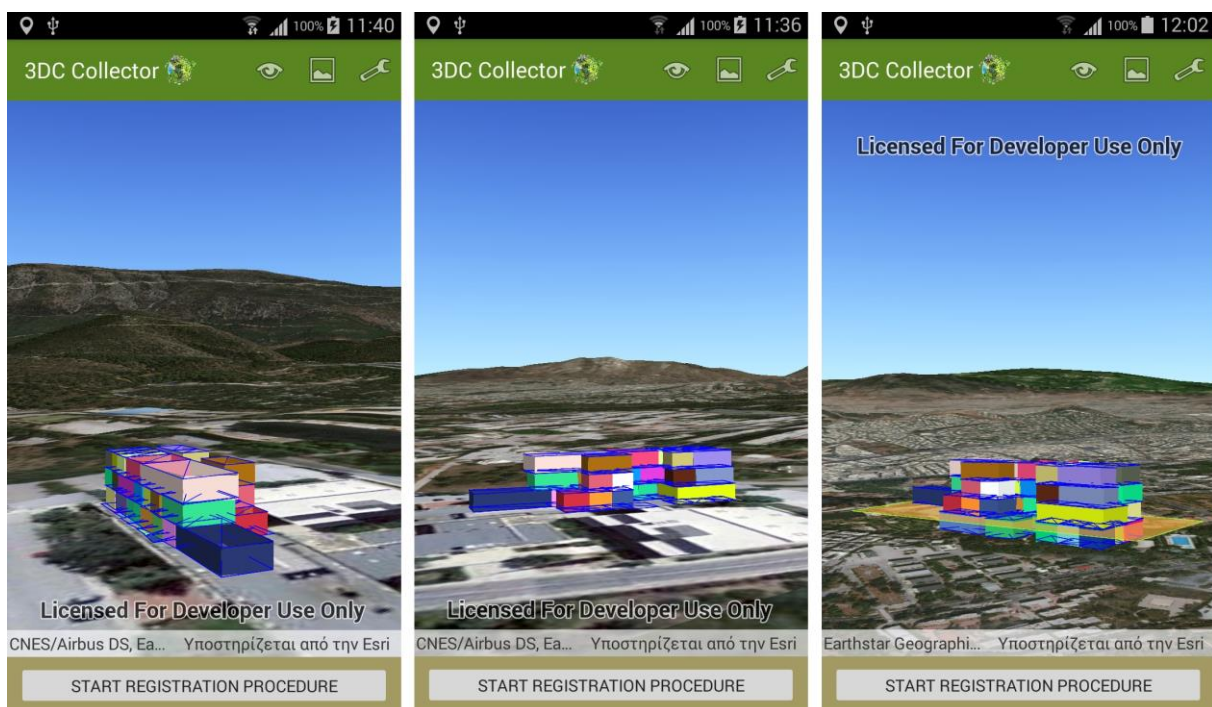 100% 11:40
3DC Collector
Licensed For Developer Use Only
CNES/Airbus DS, Ea... Υποστηρίζεται από την Esri
START REGISTRATION PROCEDURE
100% 11:36
3DC Collector
Licensed For Developer Use Only
CNES/Airbus DS, Ea... Υποστηρίζεται από την Esri
START REGISTRATION PROCEDURE
100% 12:02
3DC Collector
Licensed For Developer Use Only
Earthstar Geographi... Υποστηρίζεται από την Esri
START REGISTRATION PROCEDURE